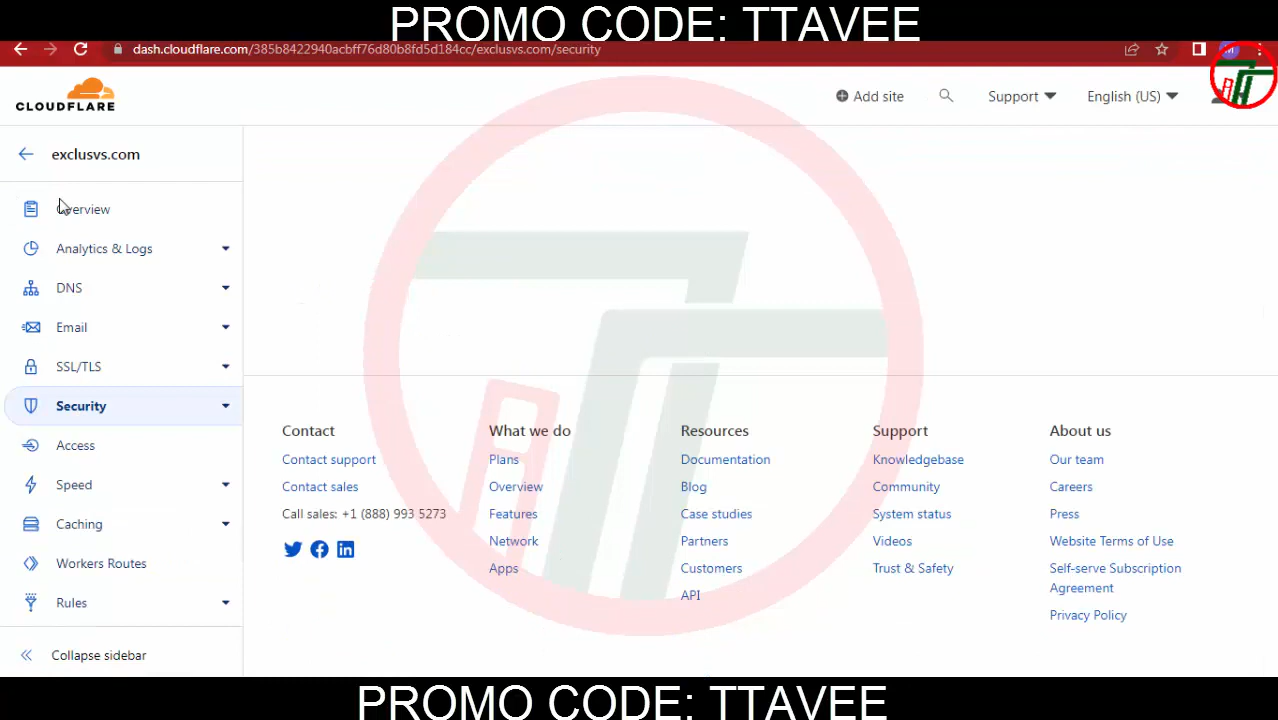 PROMO CODE: TTAVEE
dash.cloudflare.com/385b8422940acbff76d80b8fd5d184cc/exclusvs.com/security
CLOUDFLARE
Add site
Support
English (US)
exclusvs.com
Overview
Analytics & Logs
DNS
Email
SSL/TLS
Security
Access
Speed
Caching
Workers Routes
Rules
Collapse sidebar
Contact
Contact support
Contact sales
Call sales: +1 (888) 993 5273
What we do
Plans
Overview
Features
Network
Apps
Resources
Documentation
Blog
Case studies
Partners
Customers
API
Support
Knowledgebase
Community
System status
Videos
Trust & Safety
About us
Our team
Careers
Press
Website Terms of Use
Self-serve Subscription
Agreement
Privacy Policy
PROMO CODE: TTAVEE